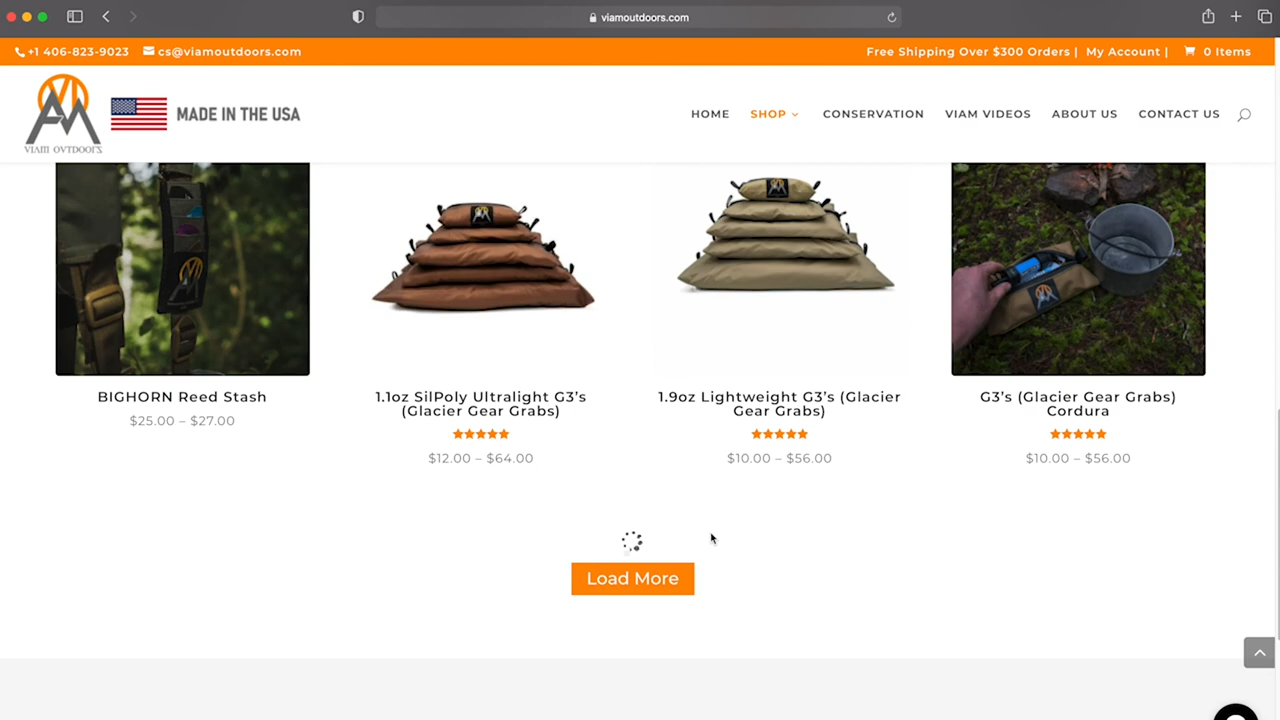 viamoutdoors.com
+1 406-823-9023 cs@viamoutdoors.com Free Shipping Over $300 Orders | My Account | 0 Items
VIAM OVTDOORS MADE IN THE USA HOME SHOP CONSERVATION VIAM VIDEOS ABOUT US CONTACT US
BIGHORN Reed Stash
$25.00 – $27.00
1.1oz SilPoly Ultralight G3's
(Glacier Gear Grabs)
$12.00 – $64.00
1.9oz Lightweight G3's (Glacier
Gear Grabs)
$10.00 – $56.00
G3's (Glacier Gear Grabs)
Cordura
$10.00 – $56.00
Load More